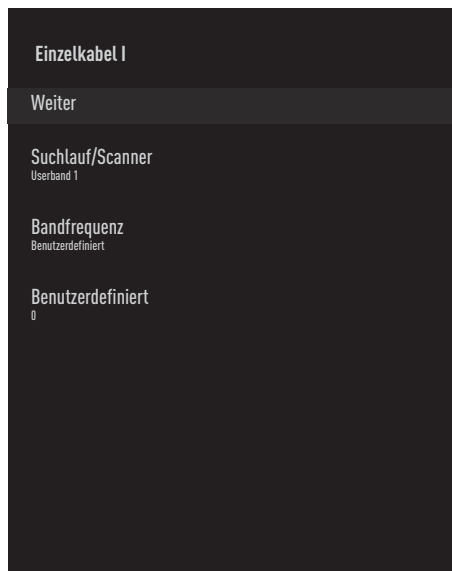 Einzelkabel I
Weiter
Suchlauf/Scanner
Userband 1
Bandfrequenz
Benutzerdefiniert
Benutzerdefiniert
0